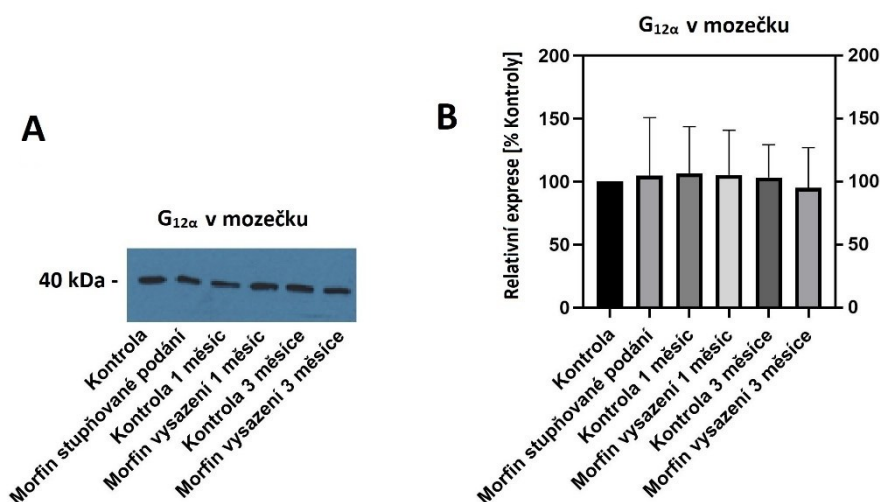 A
G12α v mozečku
40 kDa -
Kontrola
Morfin stupňované podání
Kontrola 1 měsíc
Morfin vysazení 1 měsíc
Kontrola 3 měsíce
Morfin vysazení 3 měsíce
B
G12α v mozečku
Relativní exprese [% Kontroly]
200
150
100
50
0
200
150
100
50
0
Kontrola
Morfin stupňované podání
Kontrola 1 měsíc
Morfin vysazení 1 měsíc
Kontrola 3 měsíce
Morfin vysazení 3 měsíce